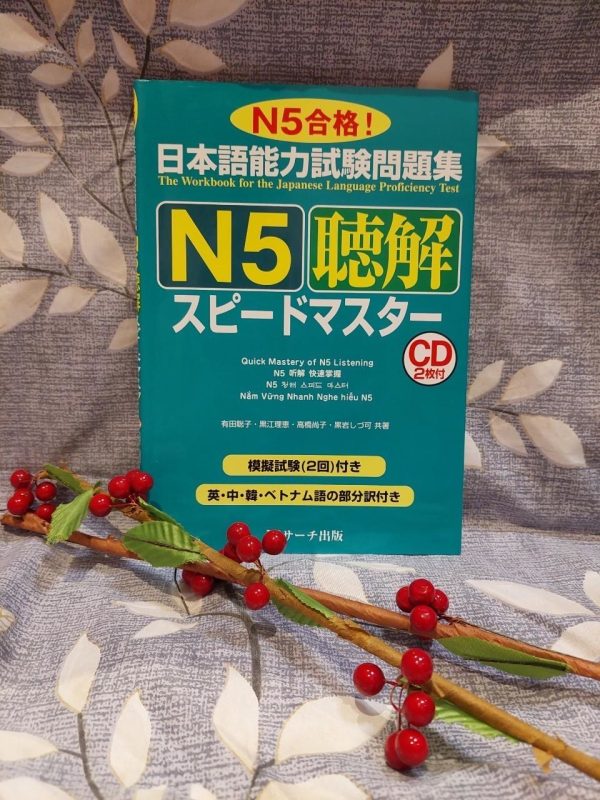 N5合格！
日本語能力試験問題集
The Workbook for the Japanese Language Proficiency Test
N5 聴解
スピードマスター
CD
2枚付
Quick Mastery of N5 Listening
N5 听解 快速掌握
N5 청해 스피드 마스터
Nắm Vững Nhanh Nghe hiểu N5
有田聡子・黒江理恵・高橋尚子・黒岩しづ可 共著
模擬試験(2回)付き
英・中・韓・ベトナム語の部分訳付き
サーチ出版